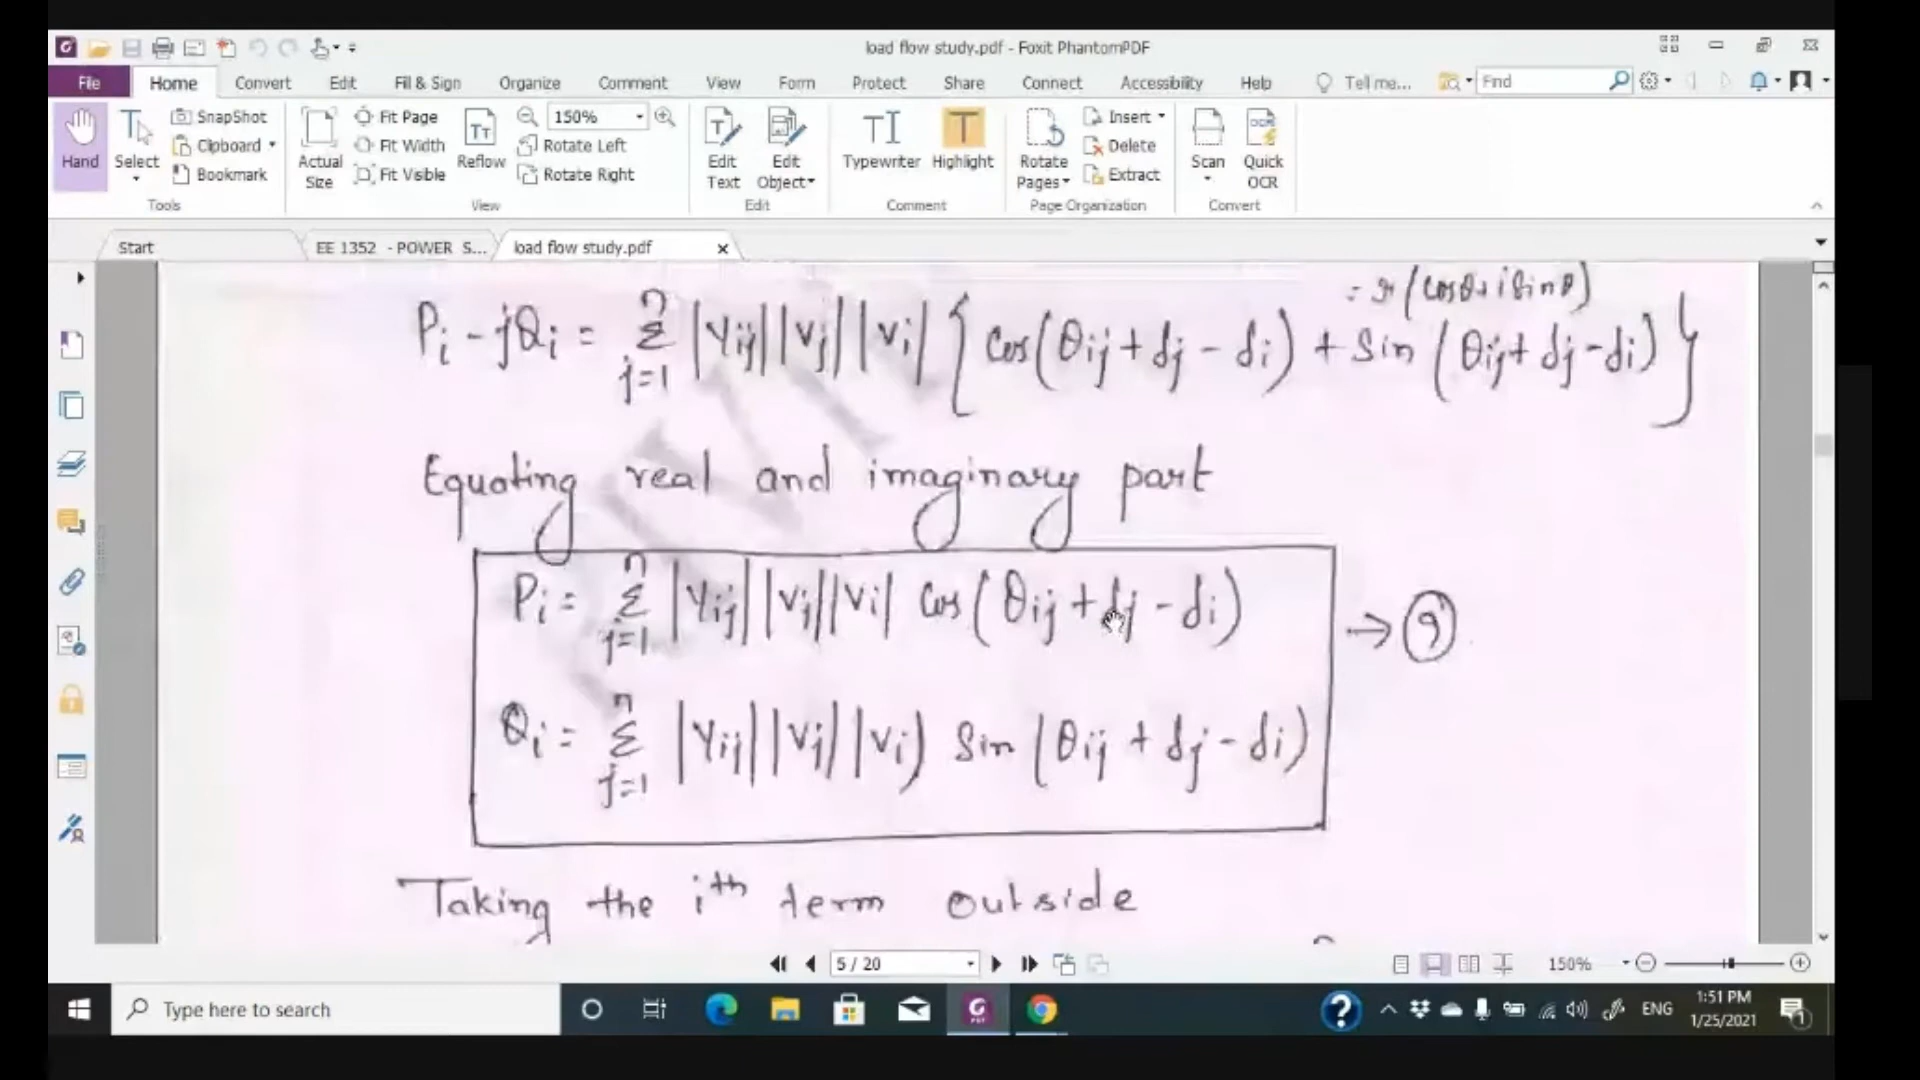 load flow study.pdf - Foxit PhantomPDF
File Home Convert Edit Fill & Sign Organize Comment View Form Protect Share Connect Accessibility Help Tell me... Find
Hand
Select
SnapShot
Clipboard
Bookmark
Tools
Actual Size
Fit Page
Fit Width
Fit Visible
Reflow
150%
Rotate Left
Rotate Right
View
Edit Text
Edit Object
Edit
Typewriter
Highlight
Comment
Rotate Pages
Insert
Delete
Extract
Page Organization
Scan
Quick OCR
Convert
Start EE 1352 - POWER S... load flow study.pdf
= r (cosθ + i sinθ)
Pi - jQi = n Σ j=1 |Yij| |Vj| |Vi| { Cos (θij + δj - δi) + Sin (θij + δj - δi) }
Equating real and imaginary part
Pi = n Σ j=1 |Yij| |Vj| |Vi| Cos (θij + δj - δi)
→ 9
Qi = n Σ j=1 |Yij| |Vj| |Vi) Sin (θij + δj - δi)
Taking the ith term outside
5 / 20 150%
Type here to search ENG 1:51 PM
1/25/2021